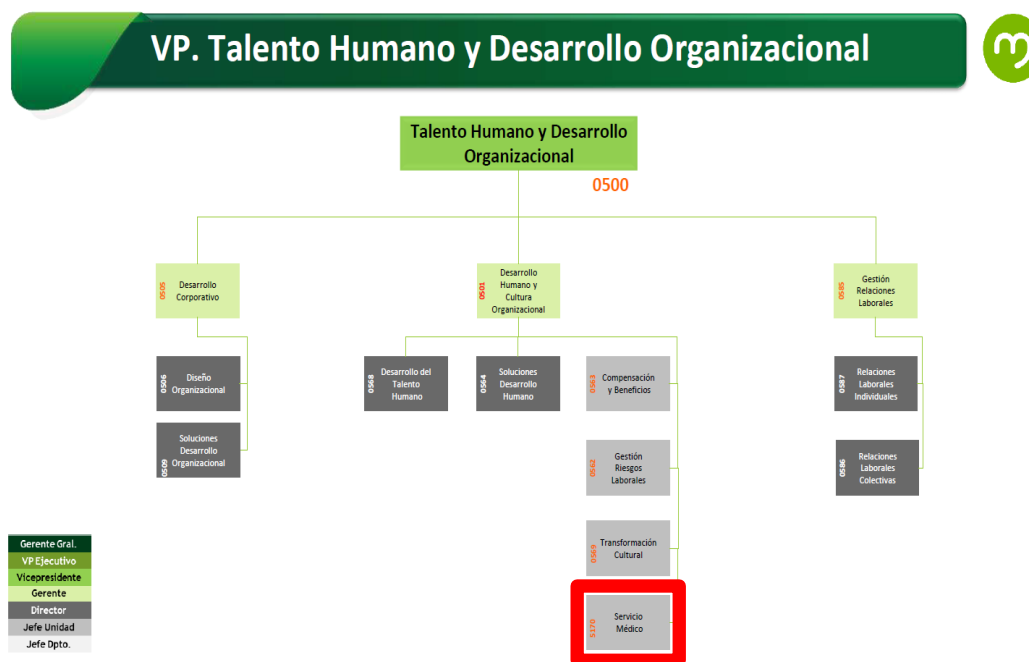 VP. Talento Humano y Desarrollo Organizacional
Talento Humano y Desarrollo
Organizacional
0500
0505
Desarrollo
Corporativo
0501
Desarrollo
Humano y
Cultura
Organizacional
0585
Gestión
Relaciones
Laborales
0506
Diseño
Organizacional
0568
Desarrollo del
Talento
Humano
0564
Soluciones
Desarrollo
Humano
0563
Compensación
y Beneficios
0587
Relaciones
Laborales
Individuales
0509
Soluciones
Desarrollo
Organizacional
0562
Gestión
Riesgos
Laborales
0586
Relaciones
Laborales
Colectivas
0569
Transformación
Cultural
5170
Servicio
Médico
Gerente Gral.
VP Ejecutivo
Vicepresidente
Gerente
Director
Jefe Unidad
Jefe Dpto.